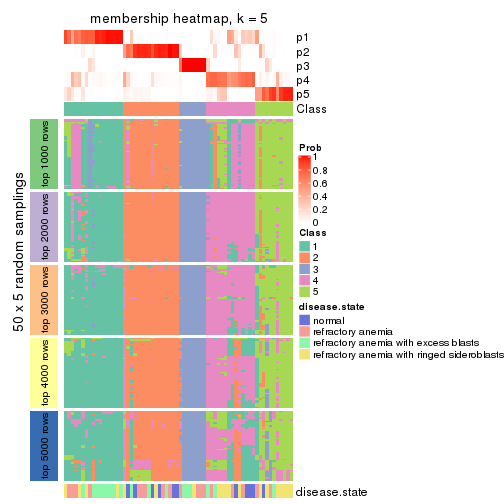 membership heatmap, k = 5
p1
p2
p3
p4
p5
Class
50 x 5 random samplings
top 1000 rows
top 2000 rows
top 3000 rows
top 4000 rows
top 5000 rows
disease.state
Prob
1
0.8
0.6
0.4
0.2
0
Class
1
2
3
4
5
disease.state
normal
refractory anemia
refractory anemia with excess blasts
refractory anemia with ringed sideroblasts